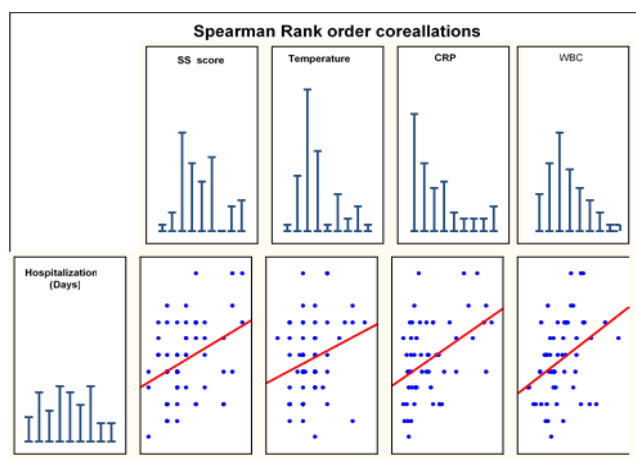 Spearman Rank order coreallations
SS score
Temperature
CRP
WBC
Hospitalization
(Days)